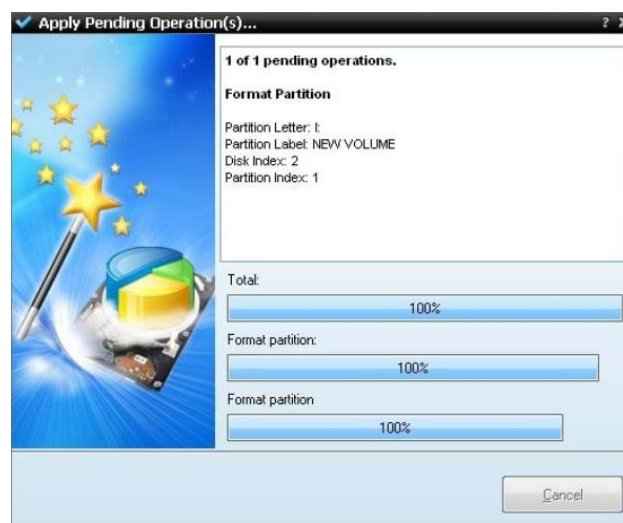 Apply Pending Operation(s)...
? X
1 of 1 pending operations.
Format Partition
Partition Letter: I:
Partition Label: NEW VOLUME
Disk Index: 2
Partition Index: 1
Total:
100%
Format partition:
100%
Format partition
100%
Cancel